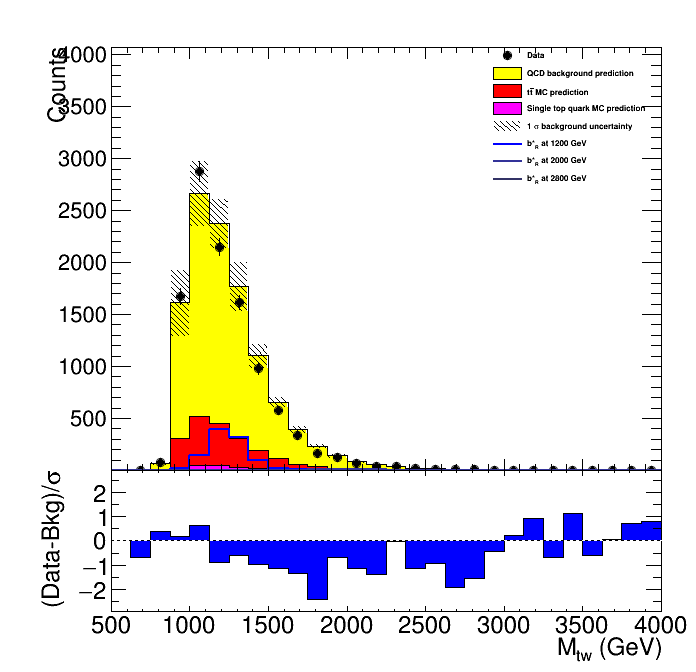 4000
3500
3000
2500
2000
1500
1000
500
Counts
Data
QCD background prediction
tt̄ MC prediction
Single top quark MC prediction
1 σ background uncertainty
b*R at 1200 GeV
b*R at 2000 GeV
b*R at 2800 GeV
(Data-Bkg)/σ
2
1
0
−1
−2
500 1000 1500 2000 2500 3000 3500 4000
Mtw (GeV)